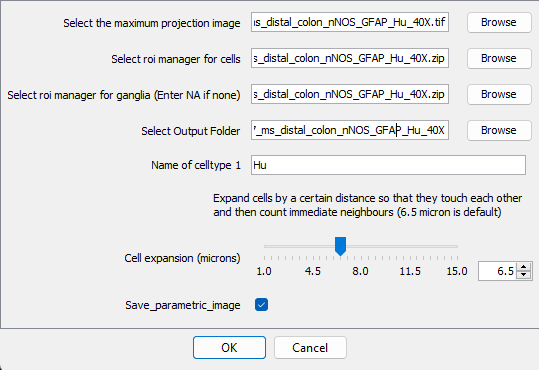 Select the maximum projection image ıs_distal_colon_nNOS_GFAP_Hu_40X.tif Browse
Select roi manager for cells s_distal_colon_nNOS_GFAP_Hu_40X.zip Browse
Select roi manager for ganglia (Enter NA if none) s_distal_colon_nNOS_GFAP_Hu_40X.zip Browse
Select Output Folder 7_ms_distal_colon_nNOS_GFAP_Hu_40X Browse
Name of celltype 1 Hu
Expand cells by a certain distance so that they touch each other
and then count immediate neighbours (6.5 micron is default)
Cell expansion (microns) 6.5
1.0 4.5 8.0 11.5 15.0
Save_parametric_image
OK Cancel